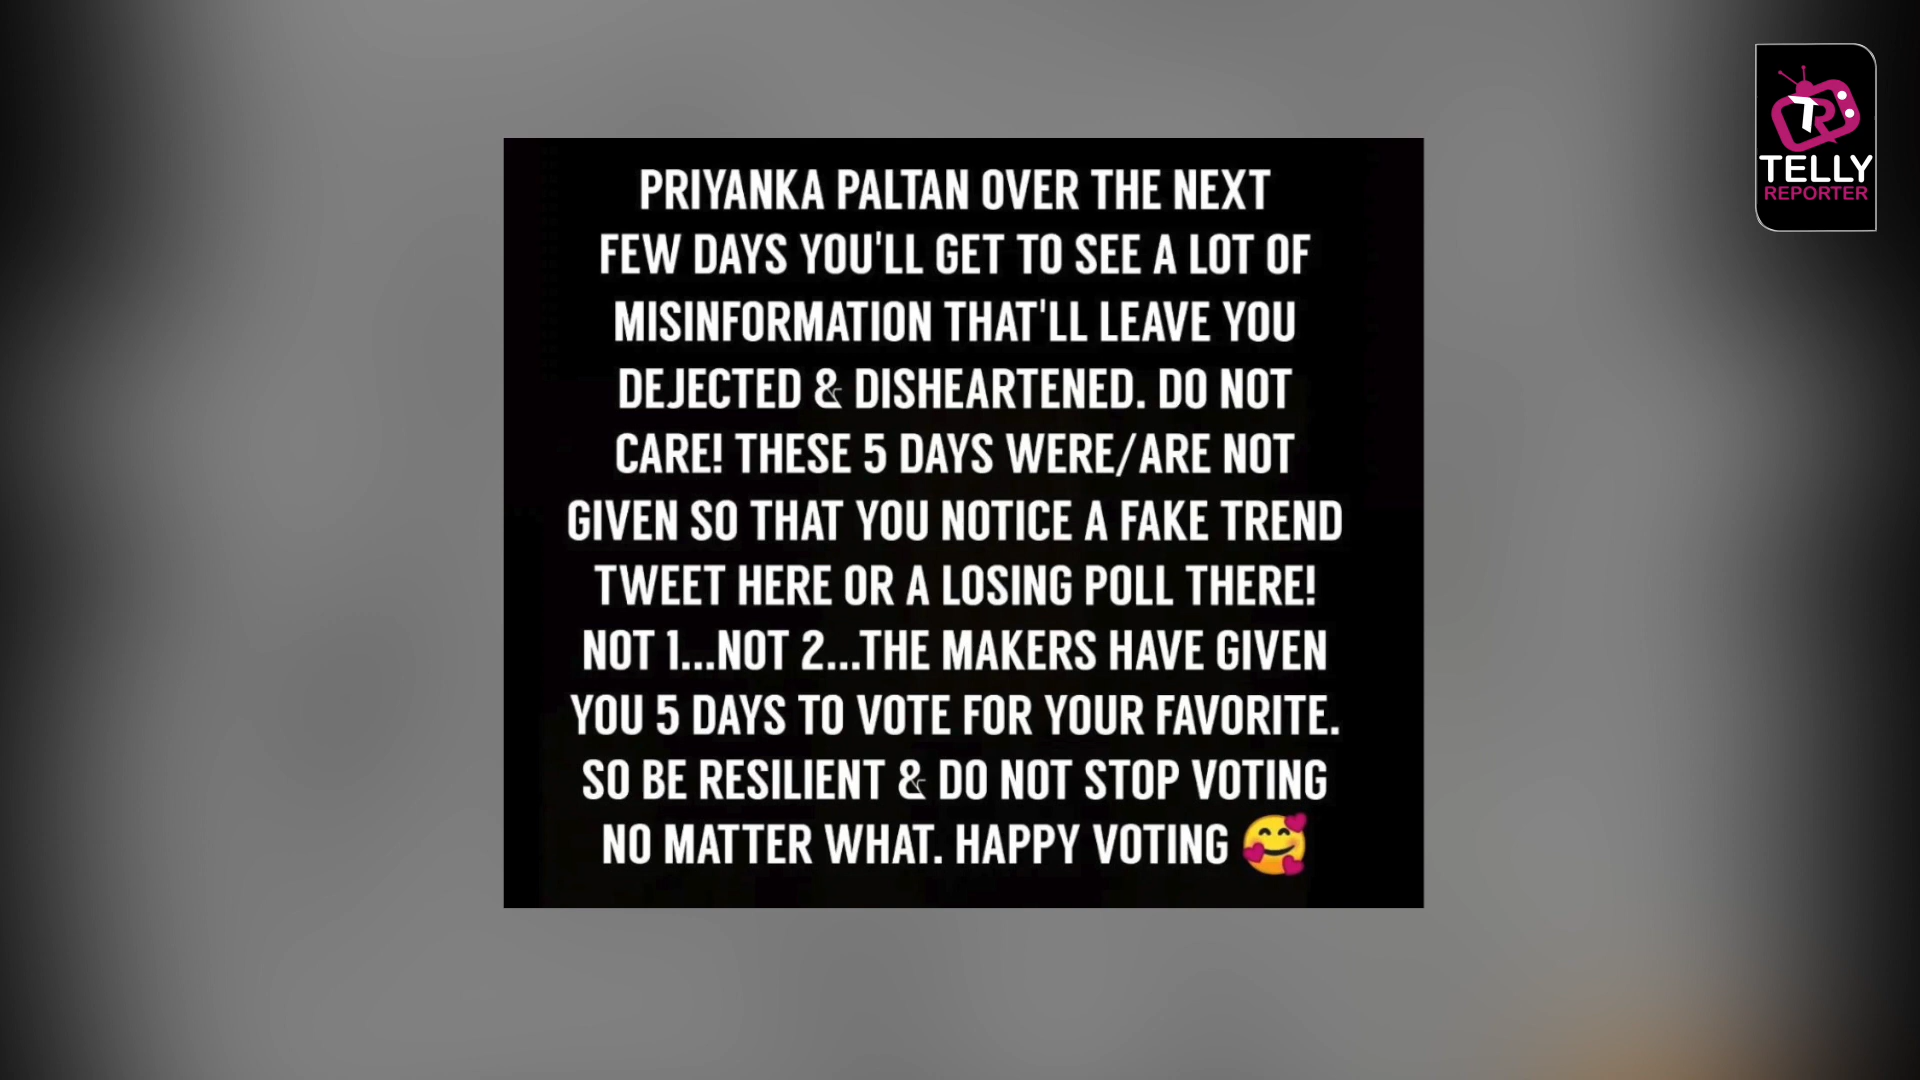 PRIYANKA PALTAN OVER THE NEXT
FEW DAYS YOU'LL GET TO SEE A LOT OF
MISINFORMATION THAT'LL LEAVE YOU
DEJECTED & DISHEARTENED. DO NOT
CARE! THESE 5 DAYS WERE/ARE NOT
GIVEN SO THAT YOU NOTICE A FAKE TREND
TWEET HERE OR A LOSING POLL THERE!
NOT 1...NOT 2...THE MAKERS HAVE GIVEN
YOU 5 DAYS TO VOTE FOR YOUR FAVORITE.
SO BE RESILIENT & DO NOT STOP VOTING
NO MATTER WHAT. HAPPY VOTING 🥰
TR
TELLY
REPORTER